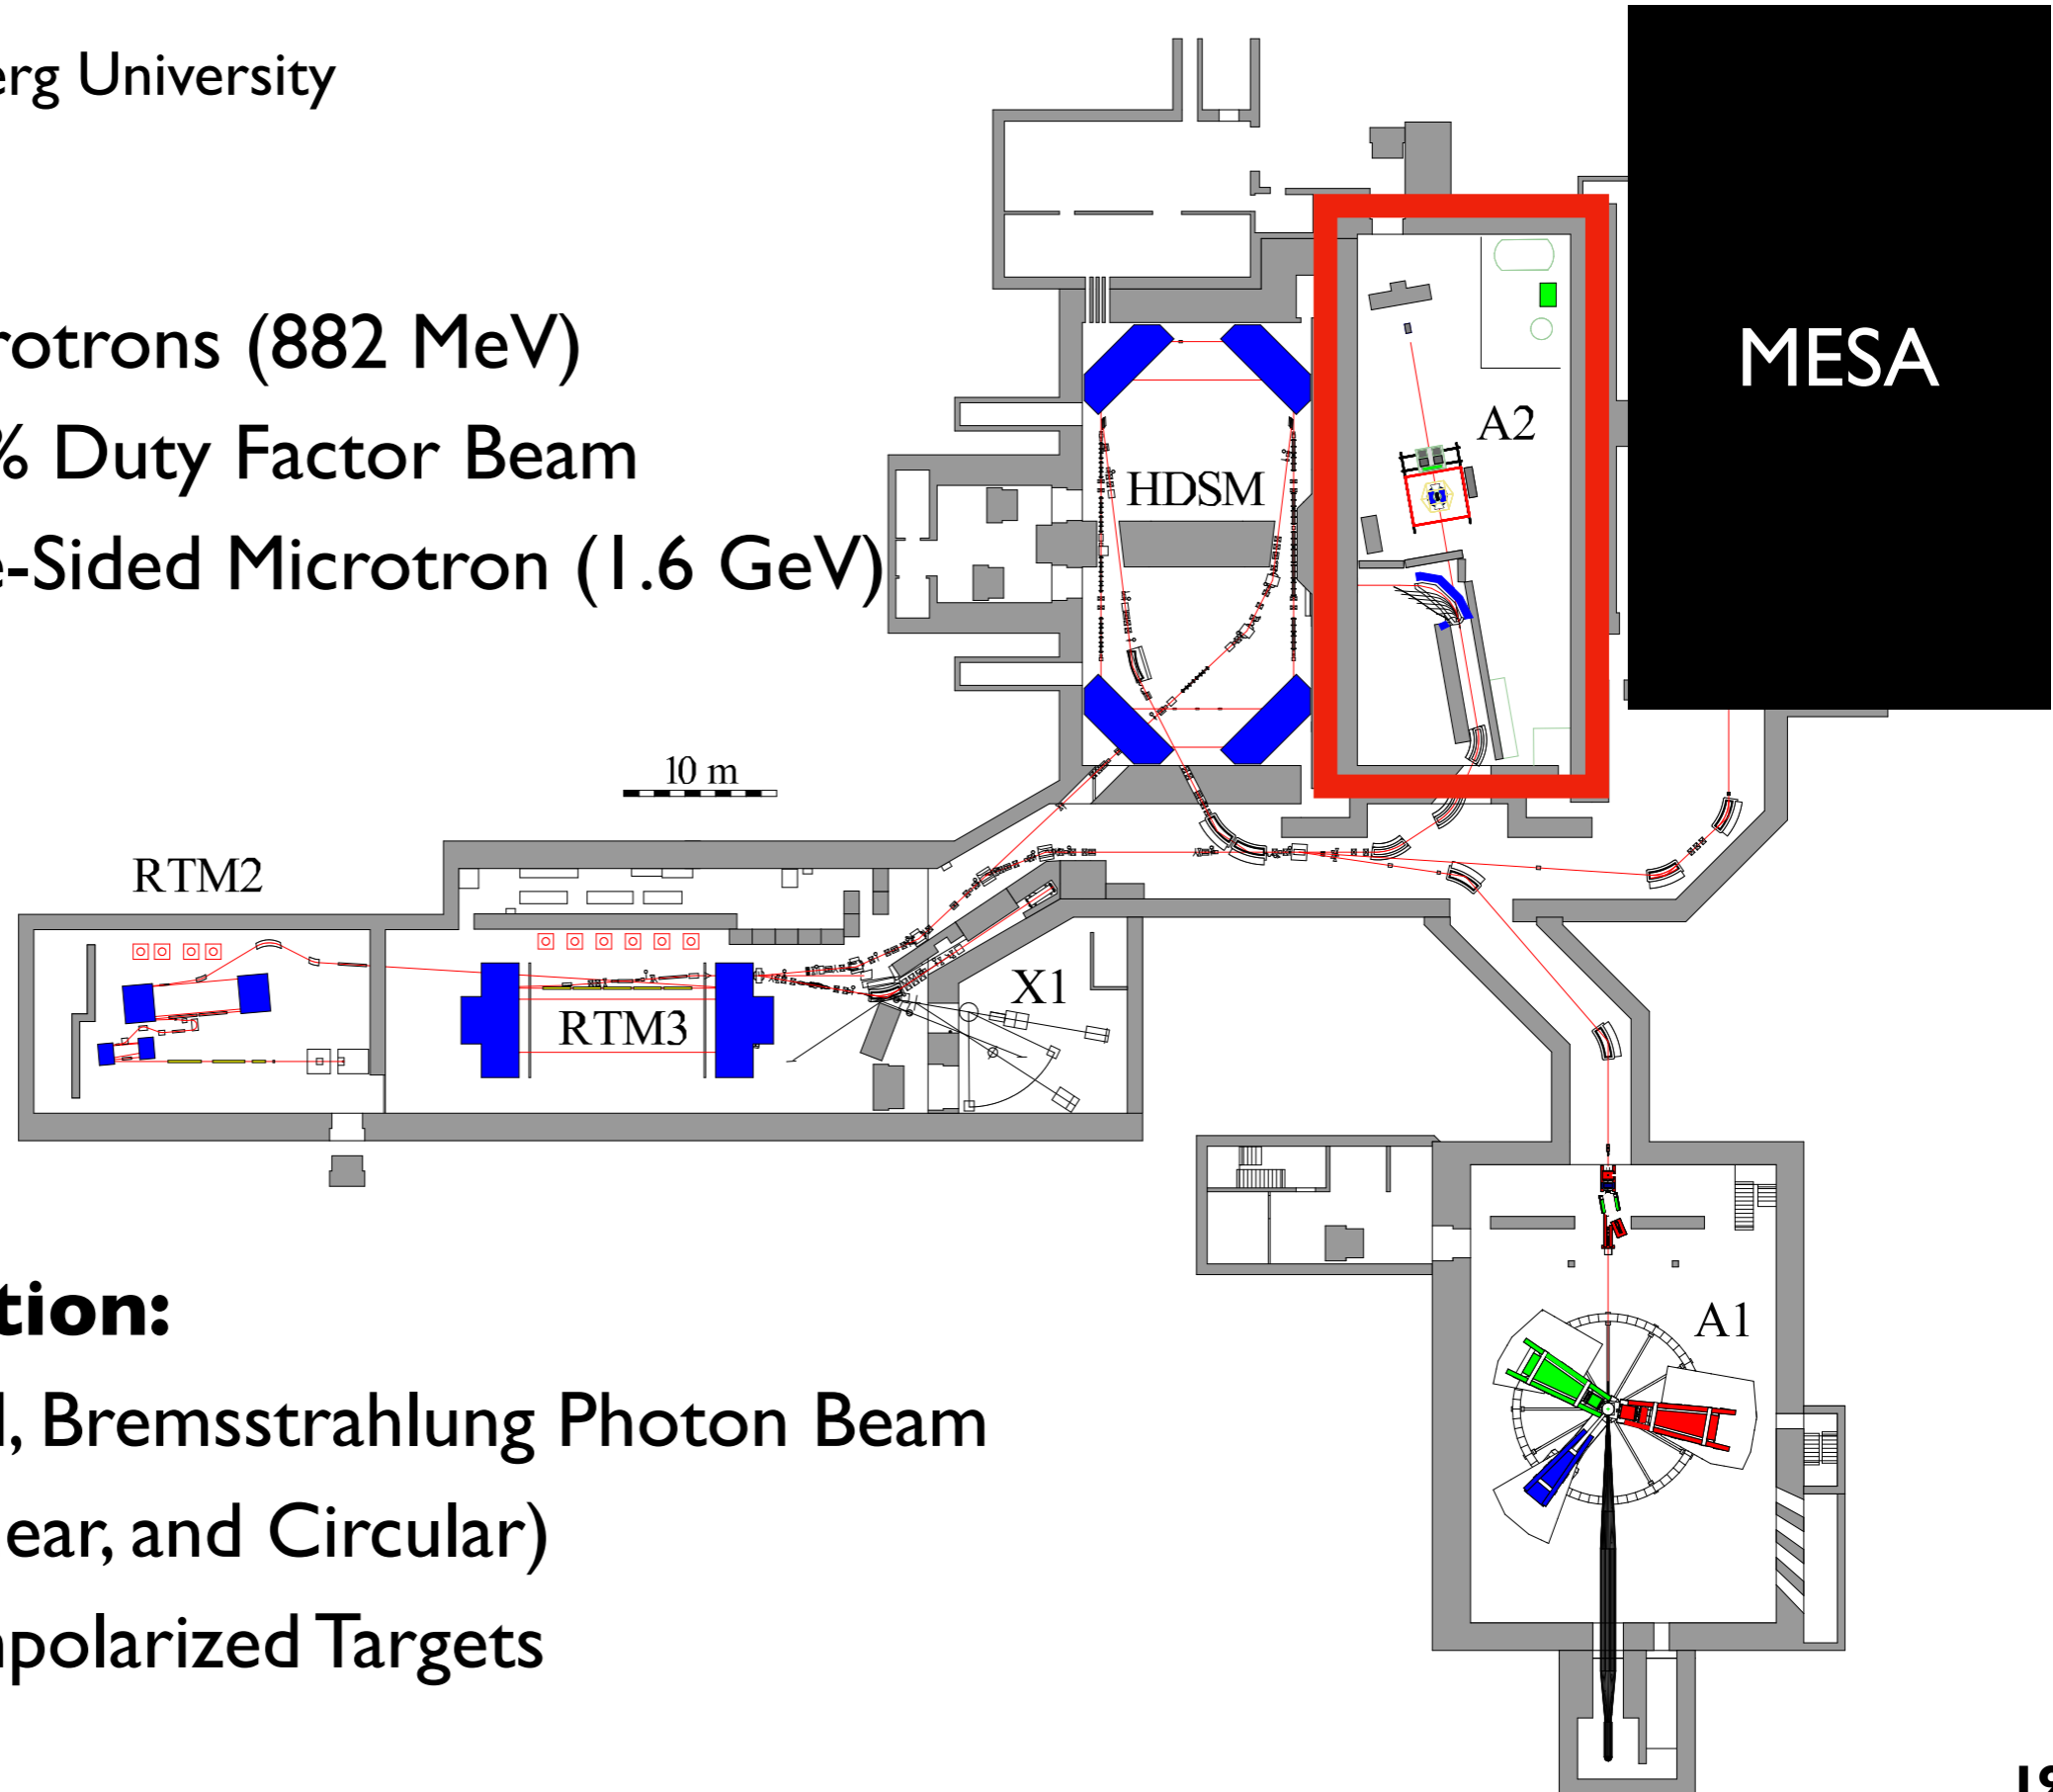 erg University
rotrons (882 MeV)
% Duty Factor Beam
e-Sided Microtron (1.6 GeV)
MESA
A2
HDSM
10 m
RTM2
RTM3
X1
A1
tion:
l, Bremsstrahlung Photon Beam
ear, and Circular)
npolarized Targets